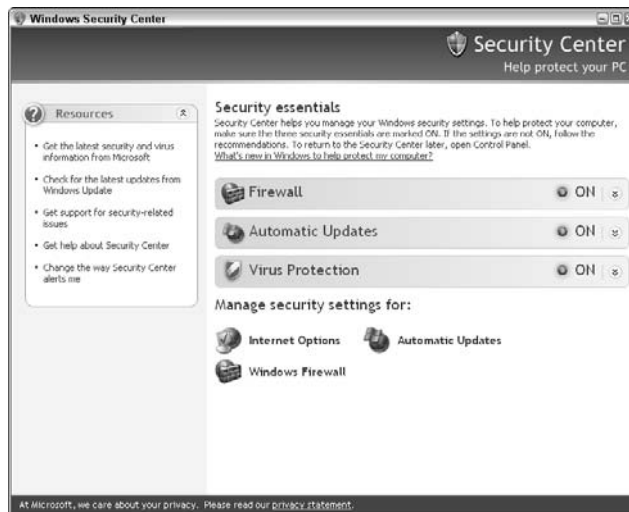 Windows Security Center
Security Center
Help protect your PC
Resources
• Get the latest security and virus
information from Microsoft
• Check for the latest updates from
Windows Update
• Get support for security-related
issues
• Get help about Security Center
• Change the way Security Center
alerts me
Security essentials
Security Center helps you manage your Windows security settings. To help protect your computer,
make sure the three security essentials are marked ON. If the settings are not ON, follow the
recommendations. To return to the Security Center later, open Control Panel.
What's new in Windows to help protect my computer?
Firewall ON
Automatic Updates ON
Virus Protection ON
Manage security settings for:
Internet Options Automatic Updates
Windows Firewall
At Microsoft, we care about your privacy. Please read our privacy statement.